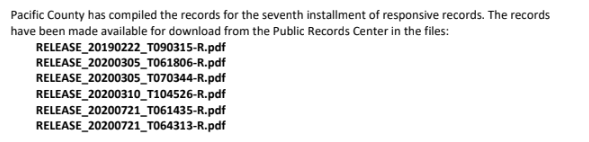 Pacific County has compiled the records for the seventh installment of responsive records. The records
have been made available for download from the Public Records Center in the files:
RELEASE_20190222_T090315-R.pdf
RELEASE_20200305_T061806-R.pdf
RELEASE_20200305_T070344-R.pdf
RELEASE_20200310_T104526-R.pdf
RELEASE_20200721_T061435-R.pdf
RELEASE_20200721_T064313-R.pdf